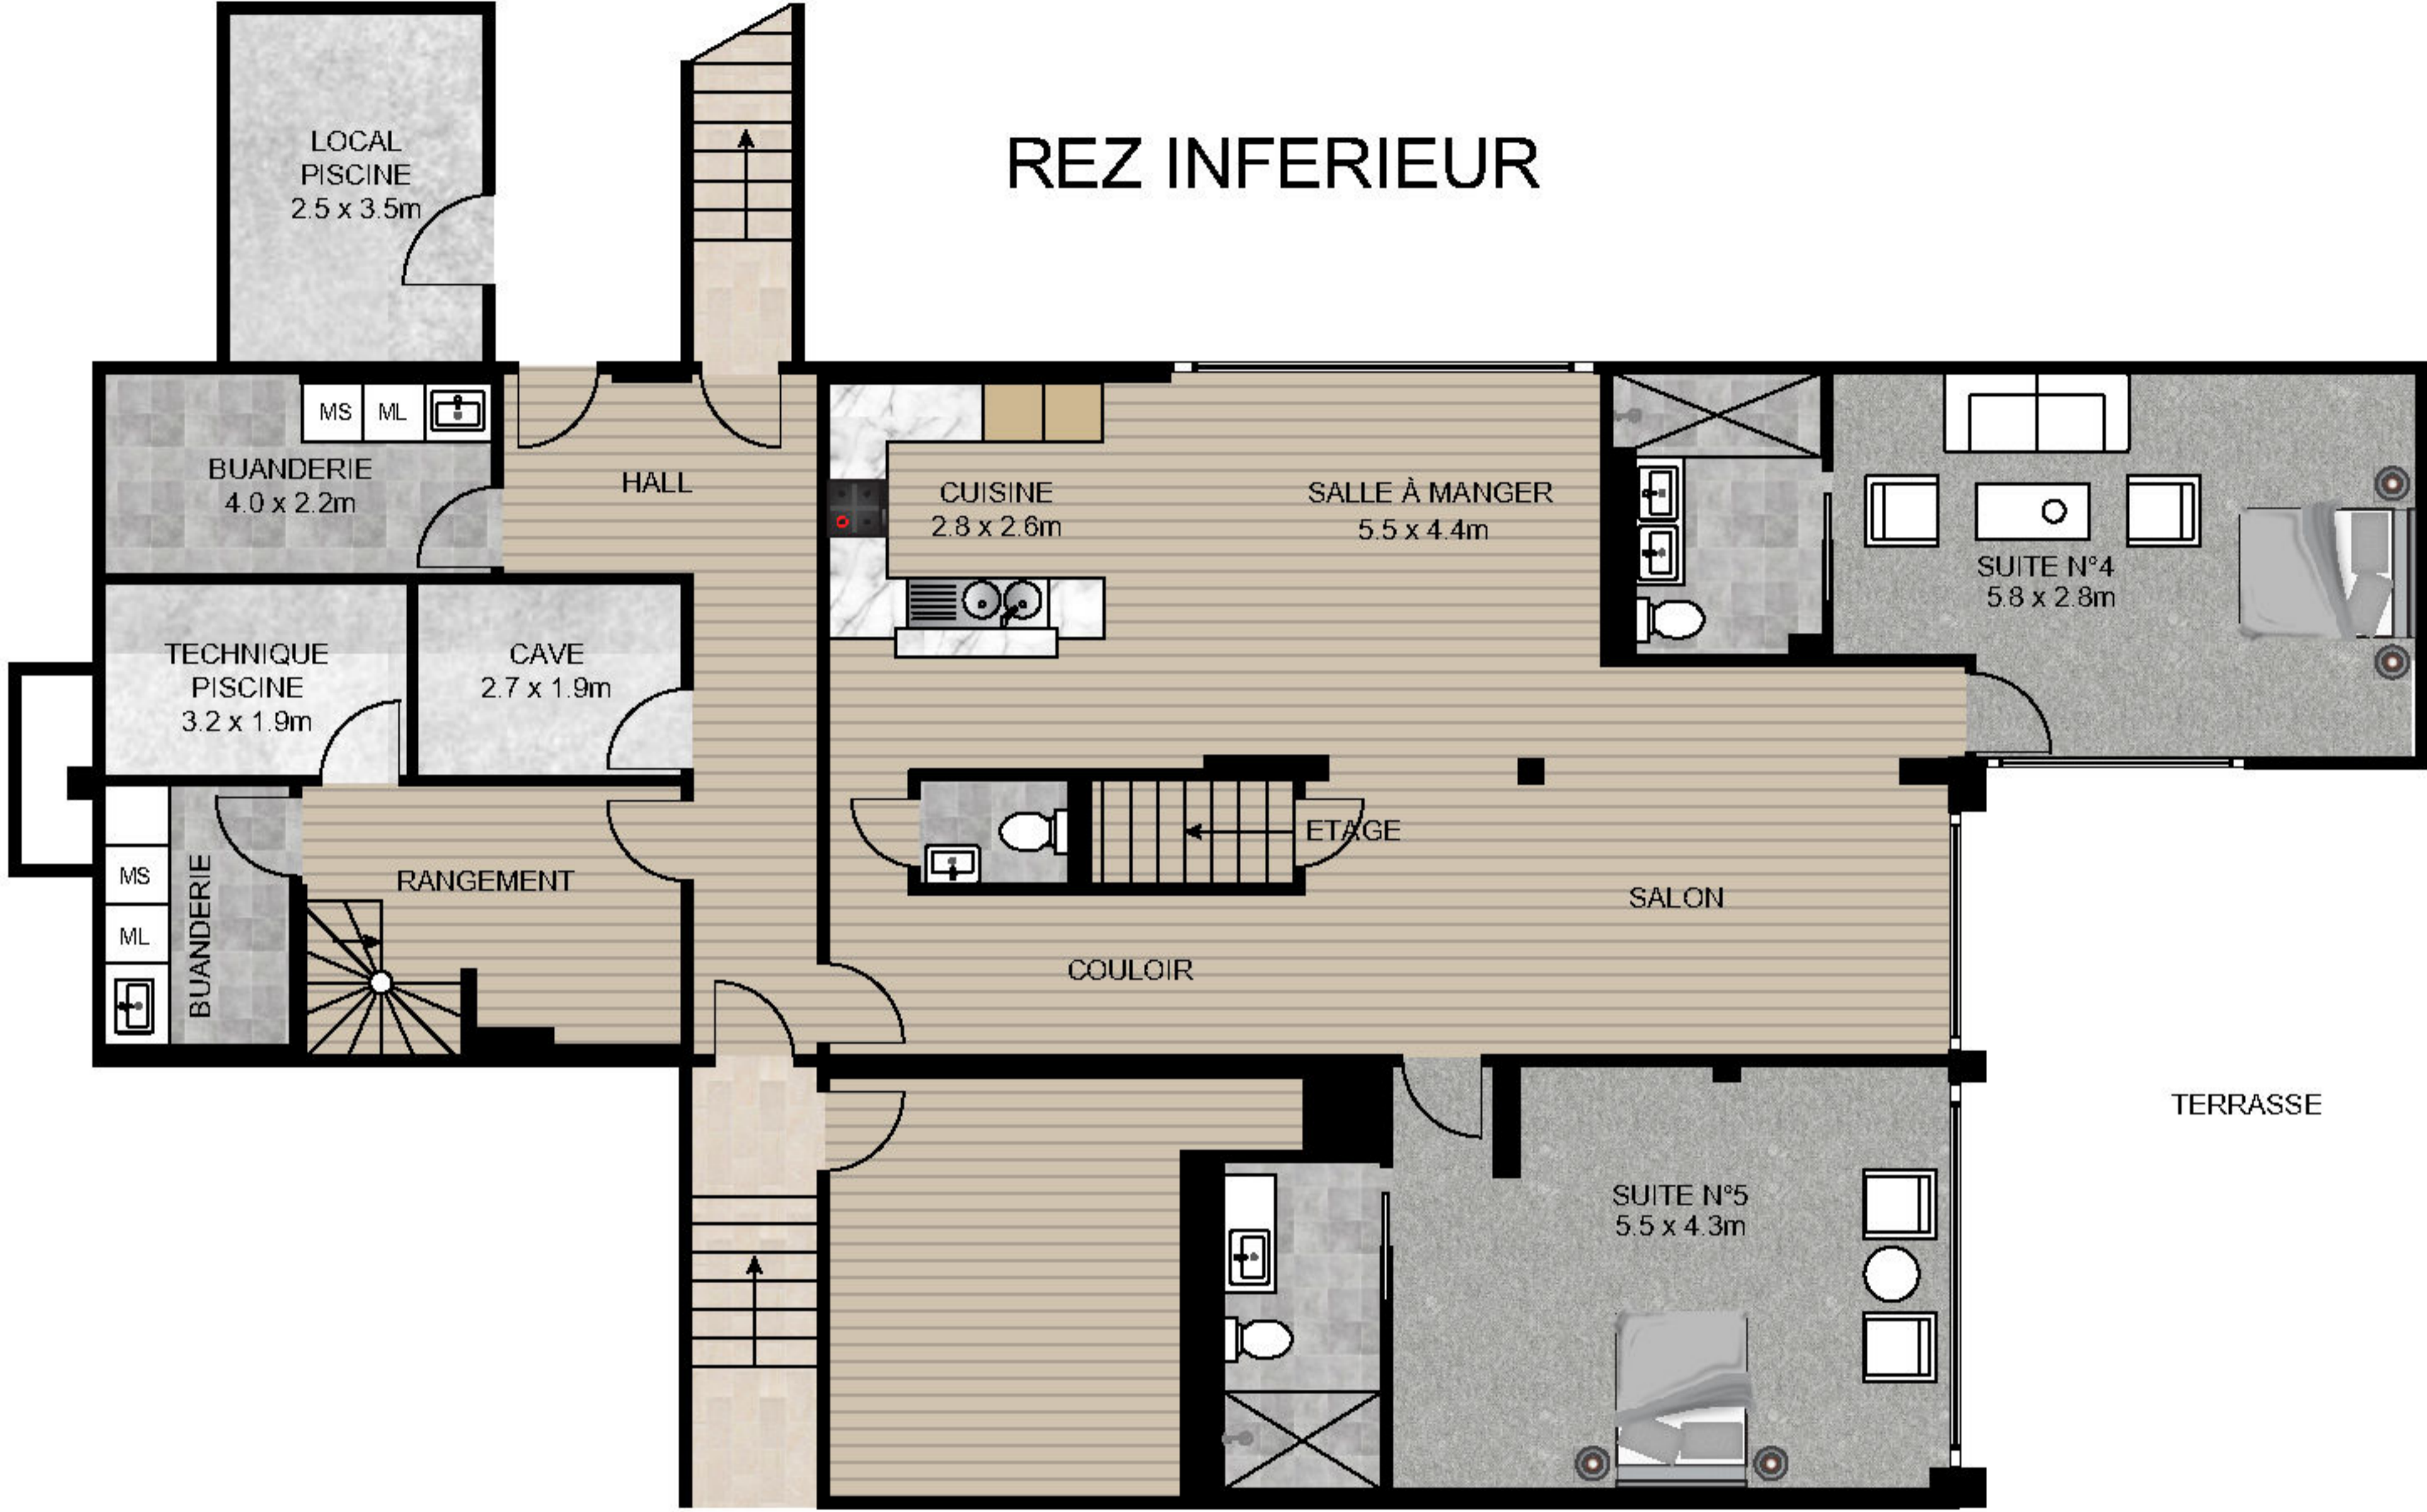 REZ INFERIEUR
LOCAL
PISCINE
2.5 x 3.5m
MS
ML
BUANDERIE
4.0 x 2.2m
HALL
CUISINE
2.8 x 2.6m
SALLE À MANGER
5.5 x 4.4m
SUITE N°4
5.8 x 2.8m
TECHNIQUE
PISCINE
3.2 x 1.9m
CAVE
2.7 x 1.9m
ETAGE
MS
ML
BUANDERIE
RANGEMENT
SALON
COULOIR
TERRASSE
SUITE N°5
5.5 x 4.3m